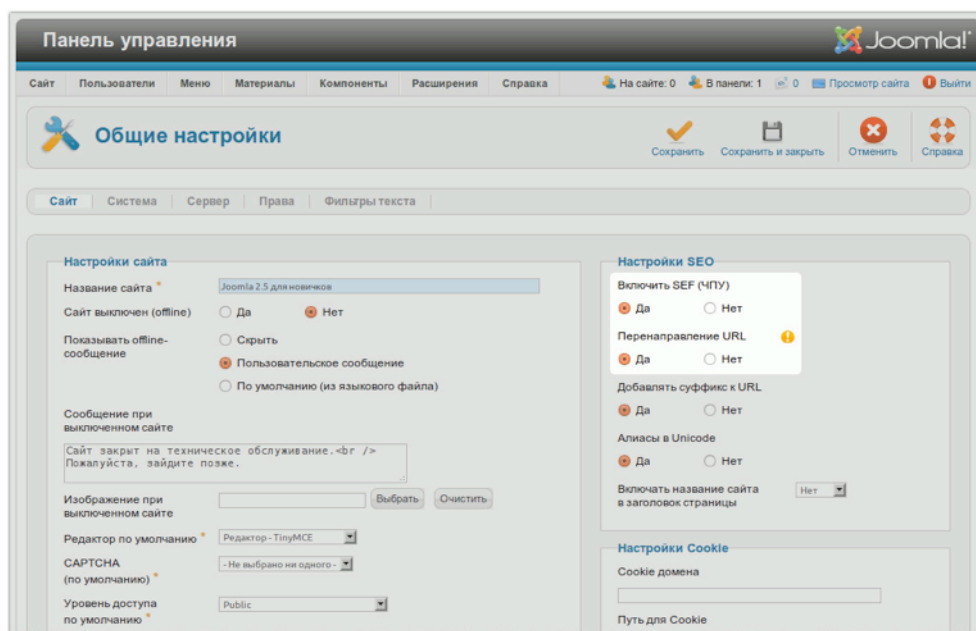 Панель управления
Joomla!
Сайт Пользователи Меню Материалы Компоненты Расширения Справка На сайте: 0 В панели: 1 0 Просмотр сайта Выйти
Общие настройки
Сохранить Сохранить и закрыть Отменить Справка
Сайт Система Сервер Права Фильтры текста
Настройки сайта
Название сайта * Joomla 2.5 для новичков
Сайт выключен (offline) Да Нет
Показывать offline-
сообщение
Скрыть
Пользовательское сообщение
По умолчанию (из языкового файла)
Сообщение при
выключенном сайте
Сайт закрыт на техническое обслуживание.<br />
Пожалуйста, зайдите позже.
Изображение при
выключенном сайте
Выбрать Очистить
Редактор по умолчанию * Редактор - TinyMCE
CAPTCHA
(по умолчанию) *
- Не выбрано ни одного -
Уровень доступа
по умолчанию *
Public
Настройки SEO
Включить SEF (ЧПУ)
Да Нет
Перенаправление URL
Да Нет
Добавлять суффикс к URL
Да Нет
Алиасы в Unicode
Да Нет
Включать название сайта
в заголовок страницы
Нет
Настройки Cookie
Cookie домена
Путь для Cookie